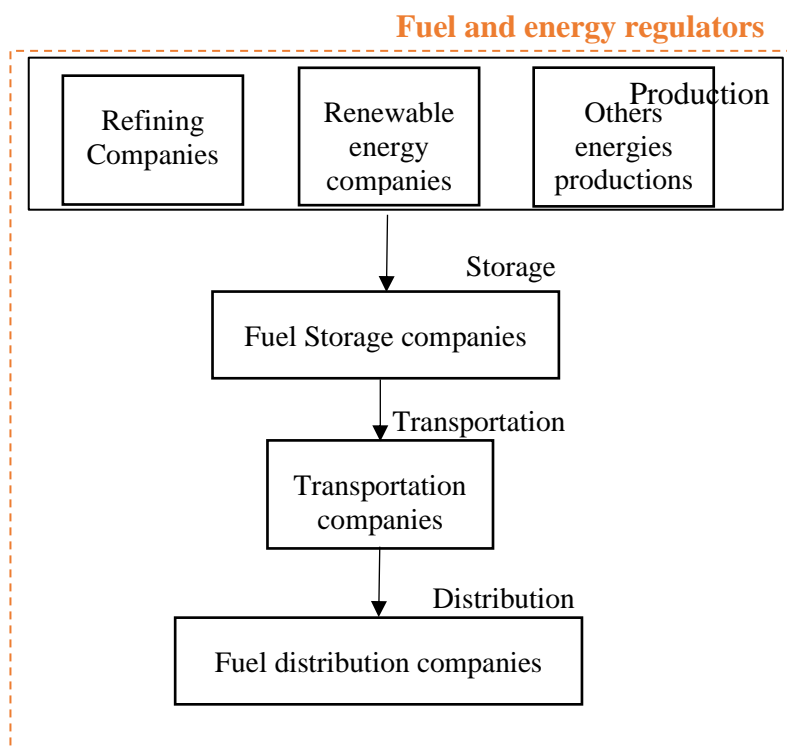 Fuel and energy regulators
Production
Refining
Companies
Renewable
energy
companies
Others
energies
productions
Storage
Fuel Storage companies
Transportation
Transportation
companies
Distribution
Fuel distribution companies